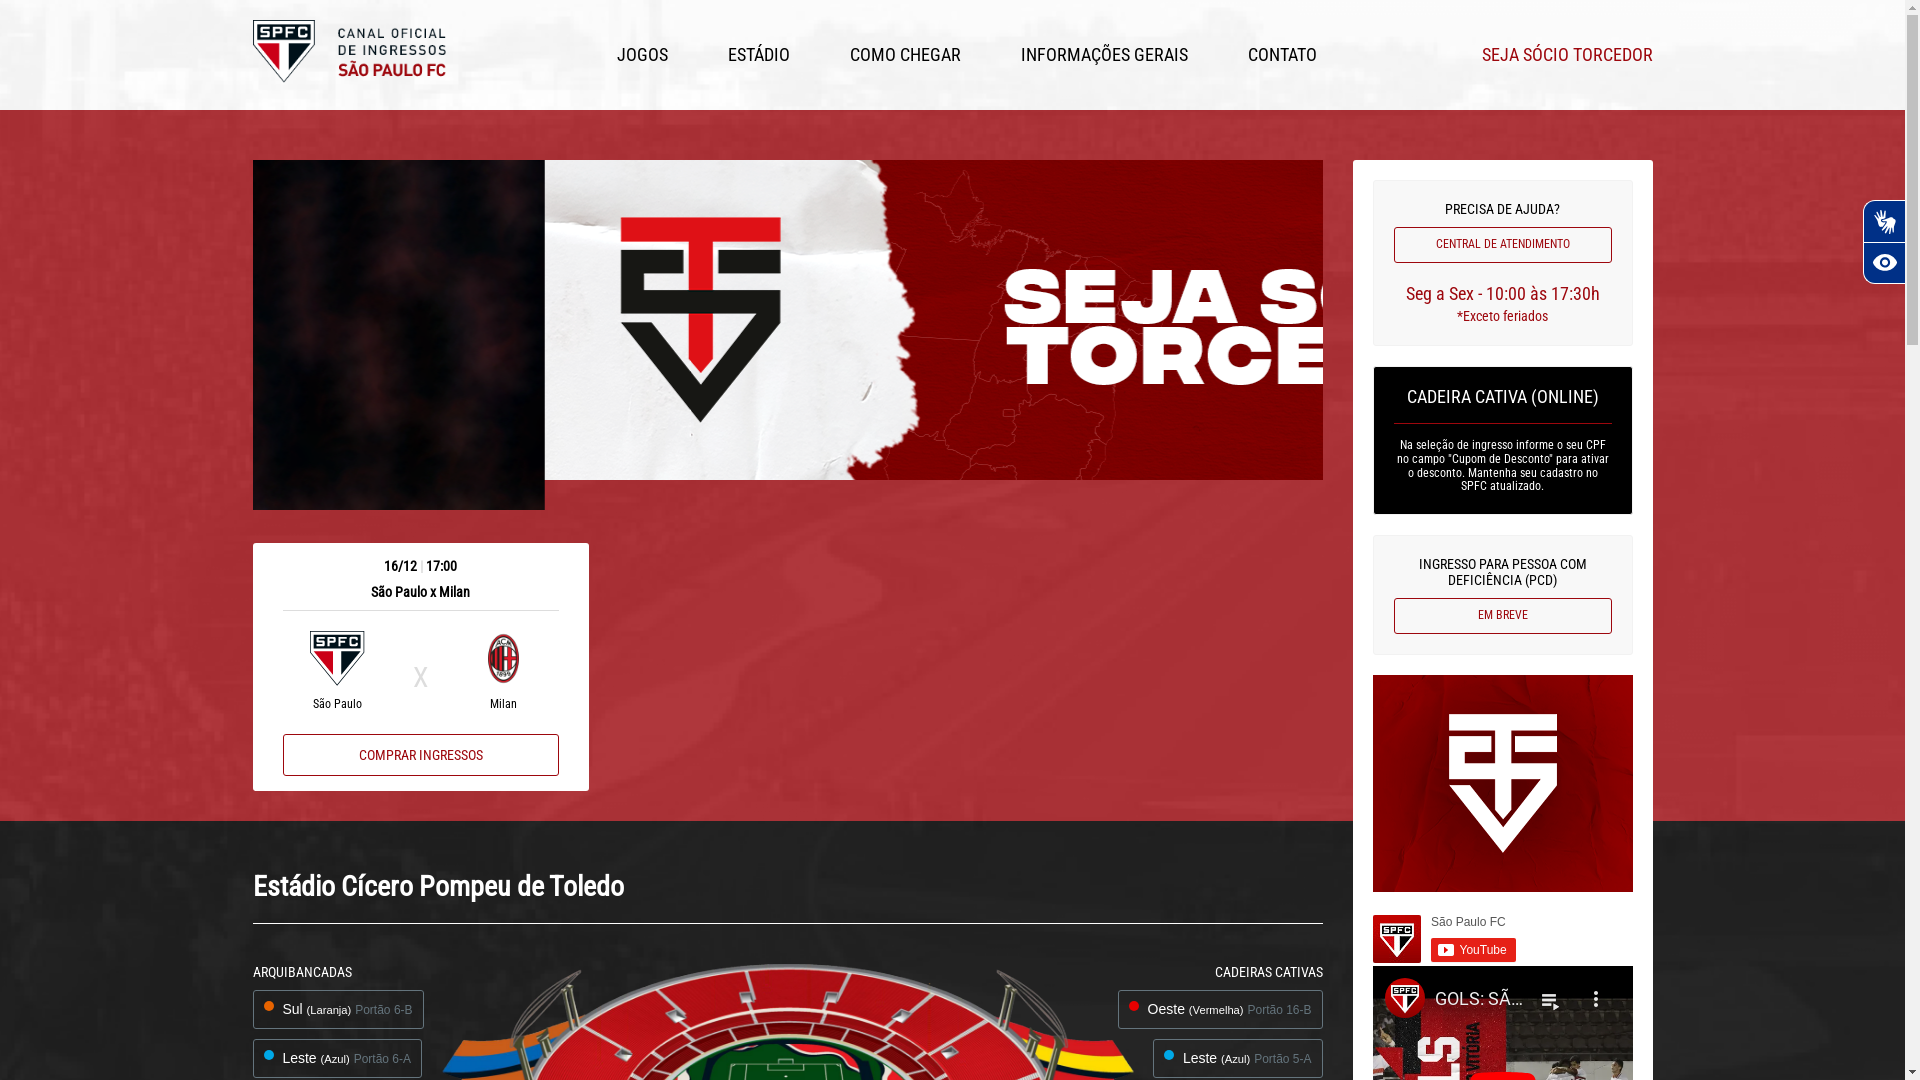 SPFC
CANAL OFICIAL
DE INGRESSOS
SÃO PAULO FC
JOGOS
ESTÁDIO
COMO CHEGAR
INFORMAÇÕES GERAIS
CONTATO
SEJA SÓCIO TORCEDOR
SEJA S
TORCE
PRECISA DE AJUDA?
CENTRAL DE ATENDIMENTO
Seg a Sex - 10:00 às 17:30h
*Exceto feriados
CADEIRA CATIVA (ONLINE)
Na seleção de ingresso informe o seu CPF
no campo "Cupom de Desconto" para ativar
o desconto. Mantenha seu cadastro no
SPFC atualizado.
INGRESSO PARA PESSOA COM
DEFICIÊNCIA (PCD)
EM BREVE
16/12 | 17:00
São Paulo x Milan
SPFC
X
São Paulo
Milan
COMPRAR INGRESSOS
Estádio Cícero Pompeu de Toledo
ARQUIBANCADAS
Sul (Laranja) Portão 6-B
Leste (Azul) Portão 6-A
CADEIRAS CATIVAS
Oeste (Vermelha) Portão 16-B
Leste (Azul) Portão 5-A
SPFC
São Paulo FC
YouTube
SPFC
GOLS: SÃ...
LS
VITÓRIA